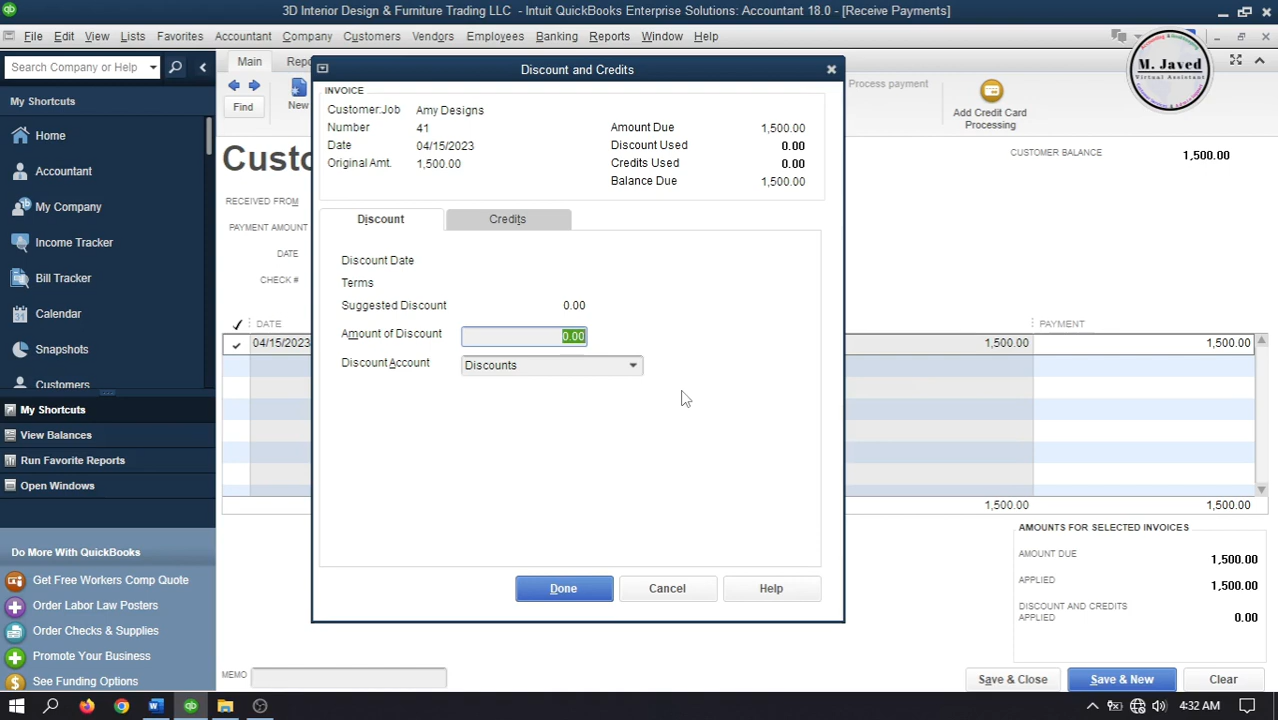 3D Interior Design & Furniture Trading LLC - Intuit QuickBooks Enterprise Solutions: Accountant 18.0 - [Receive Payments]
File Edit View Lists Favorites Accountant Company Customers Vendors Employees Banking Reports Window Help
Search Company or Help
My Shortcuts
Home
Accountant
My Company
Income Tracker
Bill Tracker
Calendar
Snapshots
Customers
My Shortcuts
View Balances
Run Favorite Reports
Open Windows
Do More With QuickBooks
Get Free Workers Comp Quote
Order Labor Law Posters
Order Checks & Supplies
Promote Your Business
See Funding Options
Main Repo
Find
New
Process payment
Add Credit Card
Processing
M. Javed
Virtual Assistant
Custo
CUSTOMER BALANCE 1,500.00
RECEIVED FROM
PAYMENT AMOUNT
DATE
CHECK #
DATE PAYMENT
04/15/2023 1,500.00 1,500.00
1,500.00 1,500.00
Discount and Credits
INVOICE
Customer:Job Amy Designs
Number 41 Amount Due 1,500.00
Date 04/15/2023 Discount Used 0.00
Original Amt. 1,500.00 Credits Used 0.00
Balance Due 1,500.00
Discount Credits
Discount Date
Terms
Suggested Discount 0.00
Amount of Discount 0.00
Discount Account Discounts
Done Cancel Help
AMOUNTS FOR SELECTED INVOICES
AMOUNT DUE 1,500.00
APPLIED 1,500.00
DISCOUNT AND CREDITS
APPLIED 0.00
MEMO
Save & Close Save & New Clear
4:32 AM